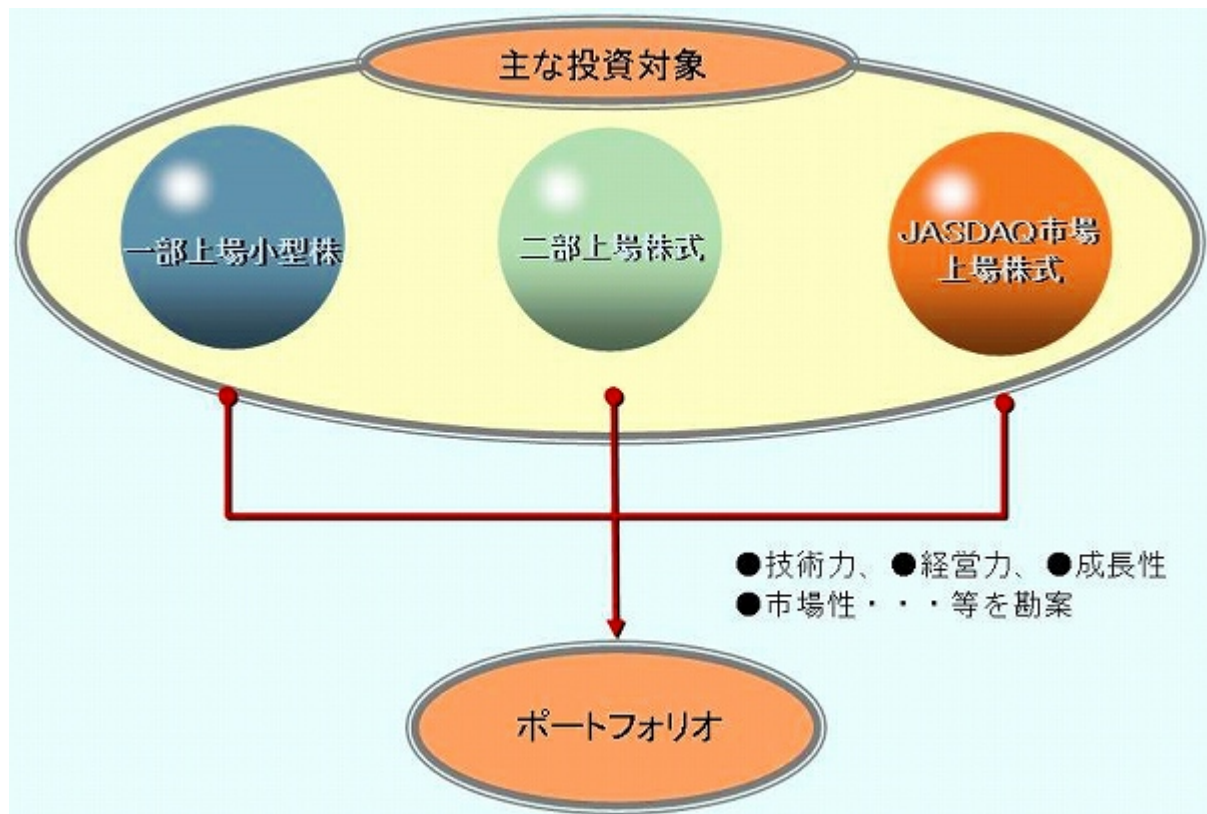 主な投資対象
一部上場小型株
二部上場株式
JASDAQ市場
上場株式
●技術力、●経営力、●成長性
●市場性・・・等を勘案
ポートフォリオ